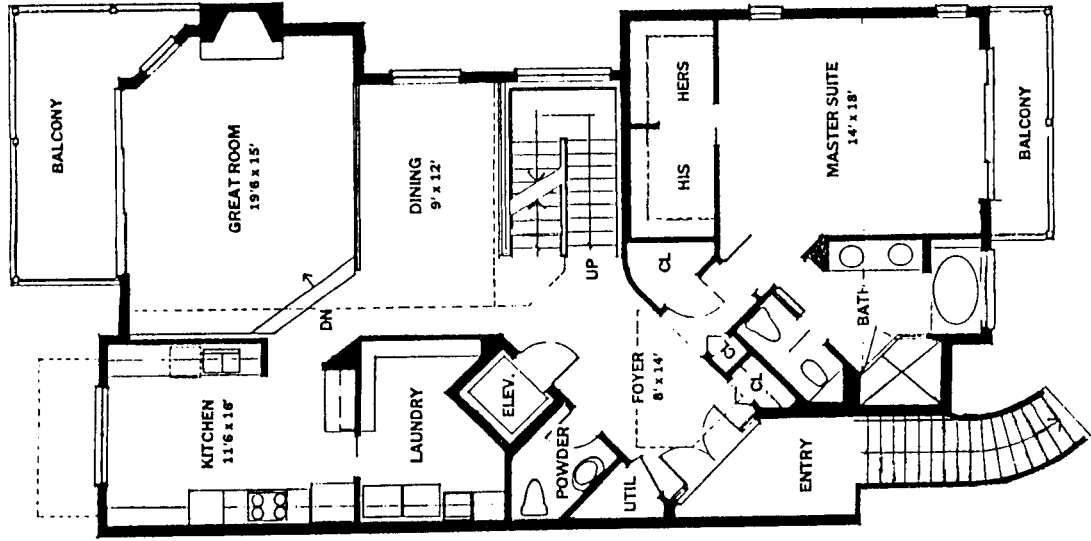 BALCONY
GREAT ROOM
19'6 x 15'
DINING
9' x 12'
UP
DN
HERS
HIS
MASTER SUITE
14' x 18'
BALCONY
CL
BATH
CL
CL
FOYER
8' x 14'
ELEV.
KITCHEN
11'6 x 16'
LAUNDRY
POWDER
UTIL
ENTRY